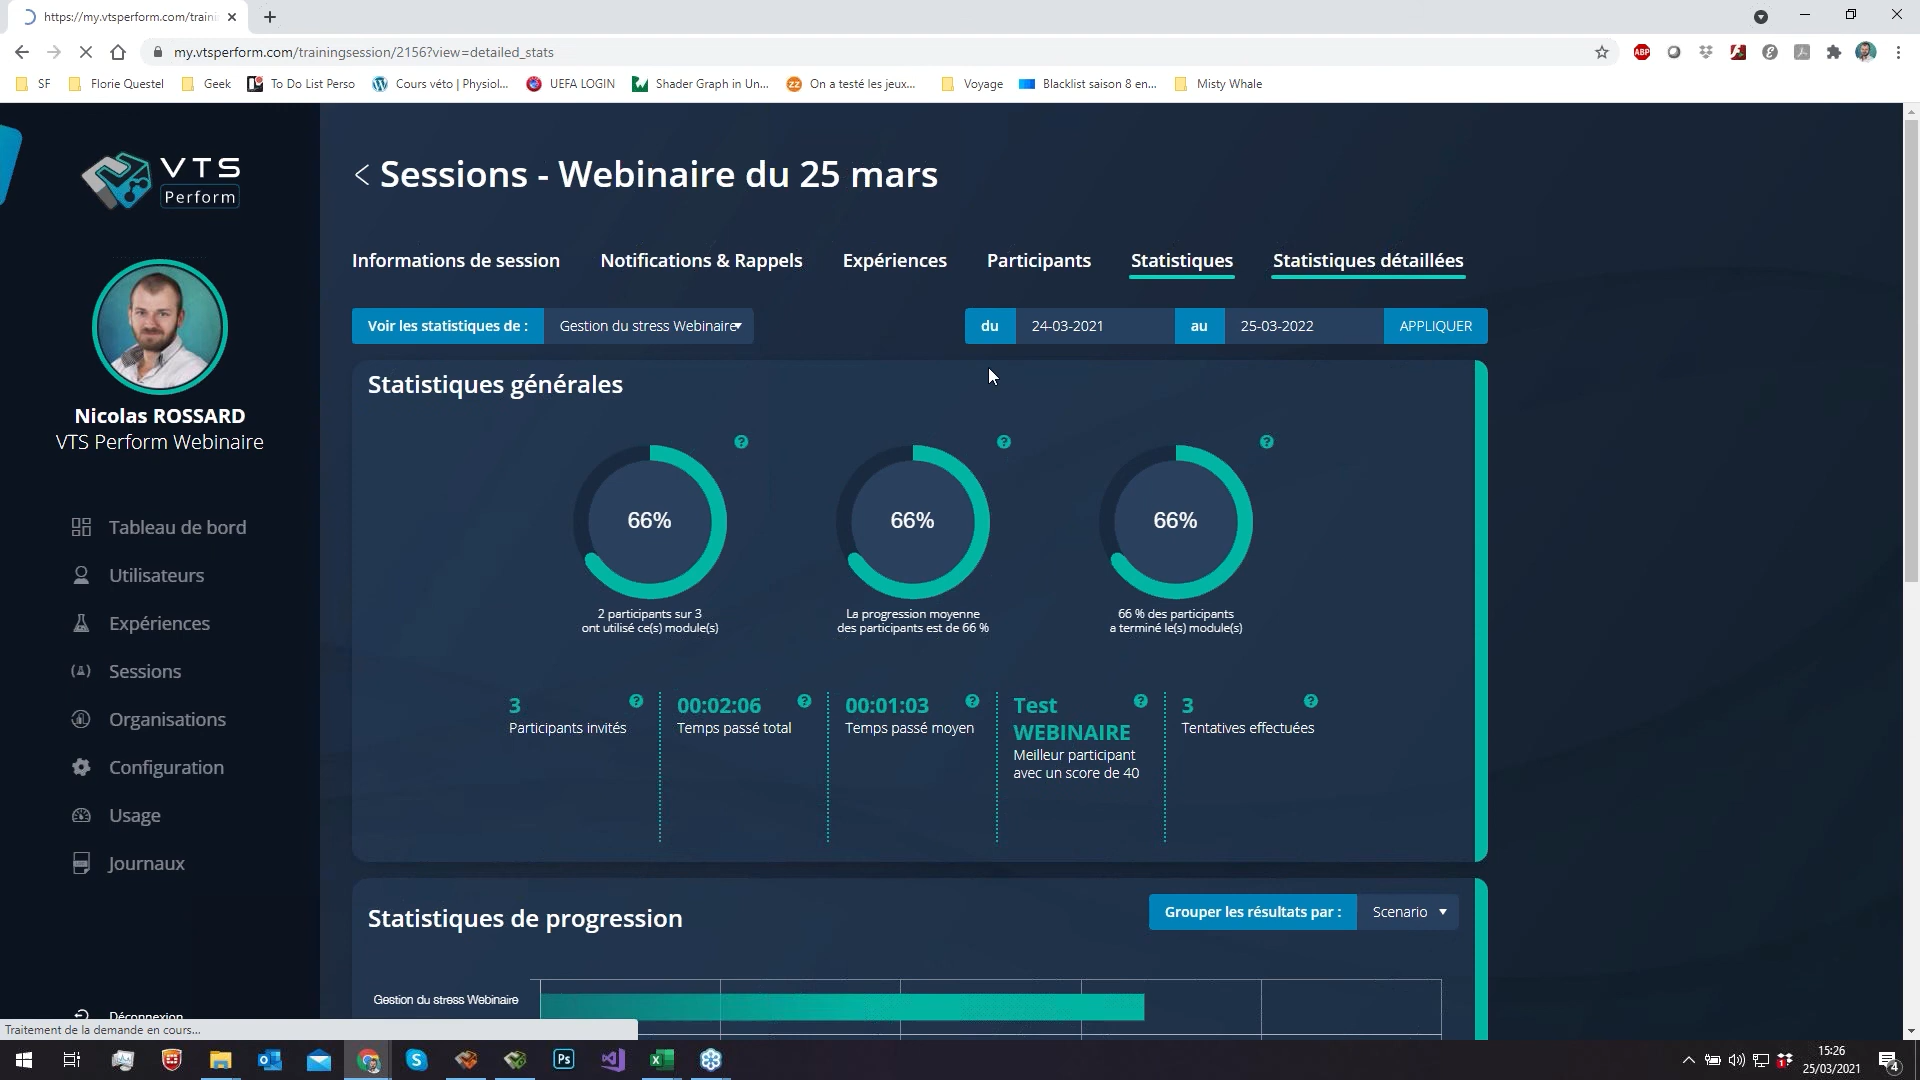 https://my.vtsperform.com/traini
my.vtsperform.com/trainingsession/2156?view=detailed_stats
ABP
SF
Florie Questel
Geek
To Do List Perso
Cours véto | Physiol...
UEFA LOGIN
Shader Graph in Un...
On a testé les jeux...
Voyage
Blacklist saison 8 en...
Misty Whale
VTS
Perform
Nicolas ROSSARD
VTS Perform Webinaire
Tableau de bord
Utilisateurs
Expériences
Sessions
Organisations
Configuration
Usage
Journaux
Déconnexion
Traitement de la demande en cours...
Sessions - Webinaire du 25 mars
Informations de session
Notifications & Rappels
Expériences
Participants
Statistiques
Statistiques détaillées
Voir les statistiques de :
Gestion du stress Webinaire
du
24-03-2021
au
25-03-2022
APPLIQUER
Statistiques générales
66%
2 participants sur 3
ont utilisé ce(s) module(s)
66%
La progression moyenne
des participants est de 66 %
66%
66 % des participants
a terminé le(s) module(s)
3
Participants invités
00:02:06
Temps passé total
00:01:03
Temps passé moyen
Test
WEBINAIRE
Meilleur participant
avec un score de 40
3
Tentatives effectuées
Statistiques de progression
Grouper les résultats par :
Scenario
Gestion du stress Webinaire
Ps
15:26
25/03/2021
4